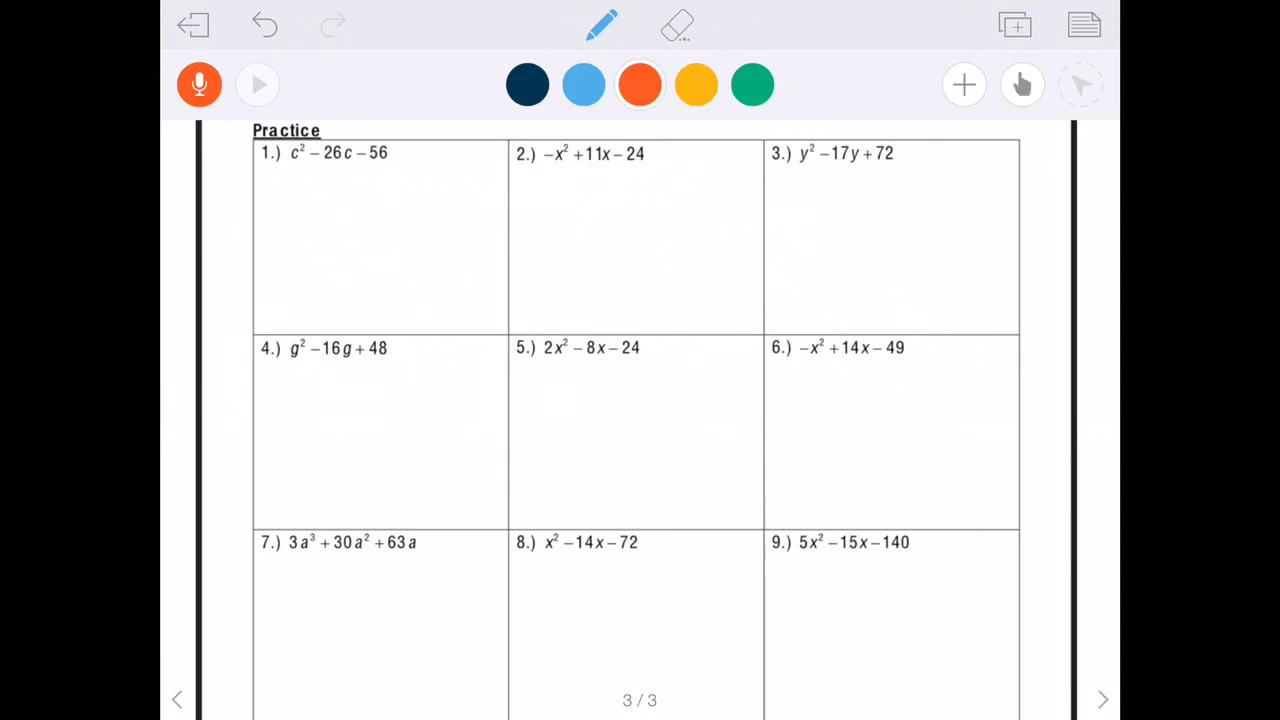 Practice
1.) c² – 26c – 56
2.) –x² + 11x – 24
3.) y² – 17y + 72
4.) g² – 16g + 48
5.) 2x² – 8x – 24
6.) –x² + 14x – 49
7.) 3a³ + 30a² + 63a
8.) x² – 14x – 72
9.) 5x² – 15x – 140
3 / 3